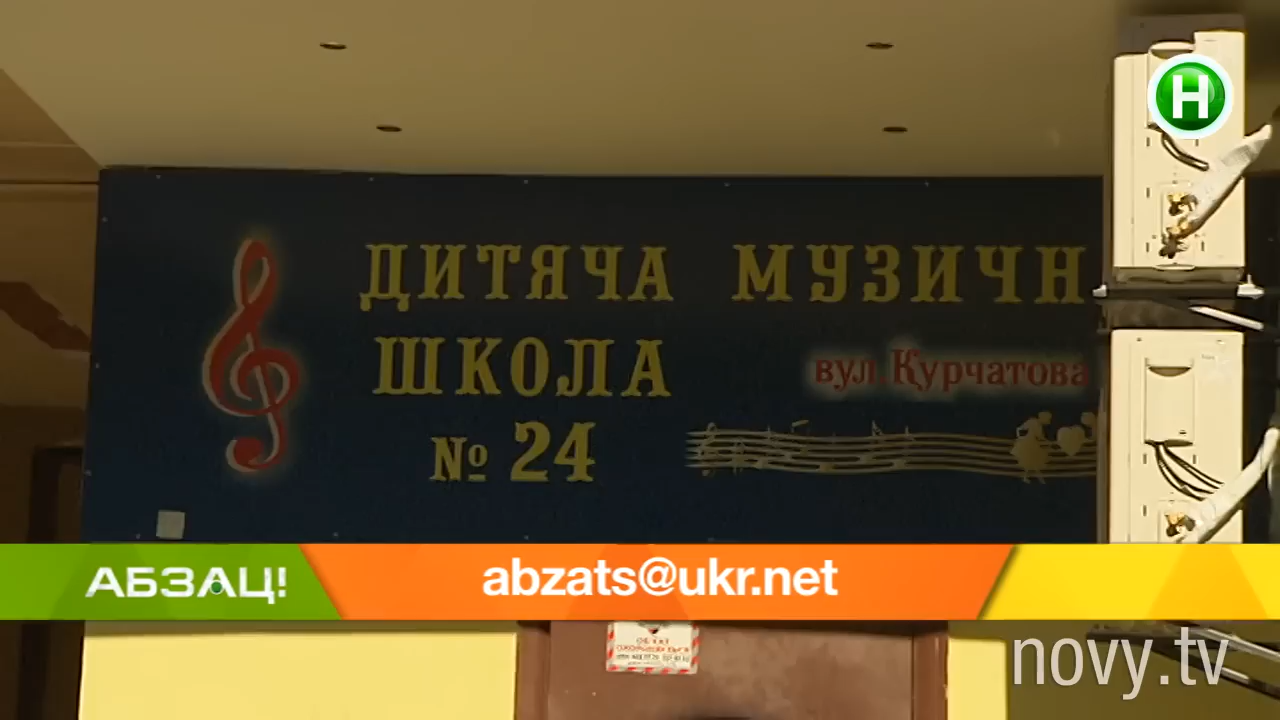 Н
ДИТЯЧА МУЗИЧН
ШКОЛА
вул. Курчатова
№ 24
АБЗАЦ!
abzats@ukr.net
novy.tv